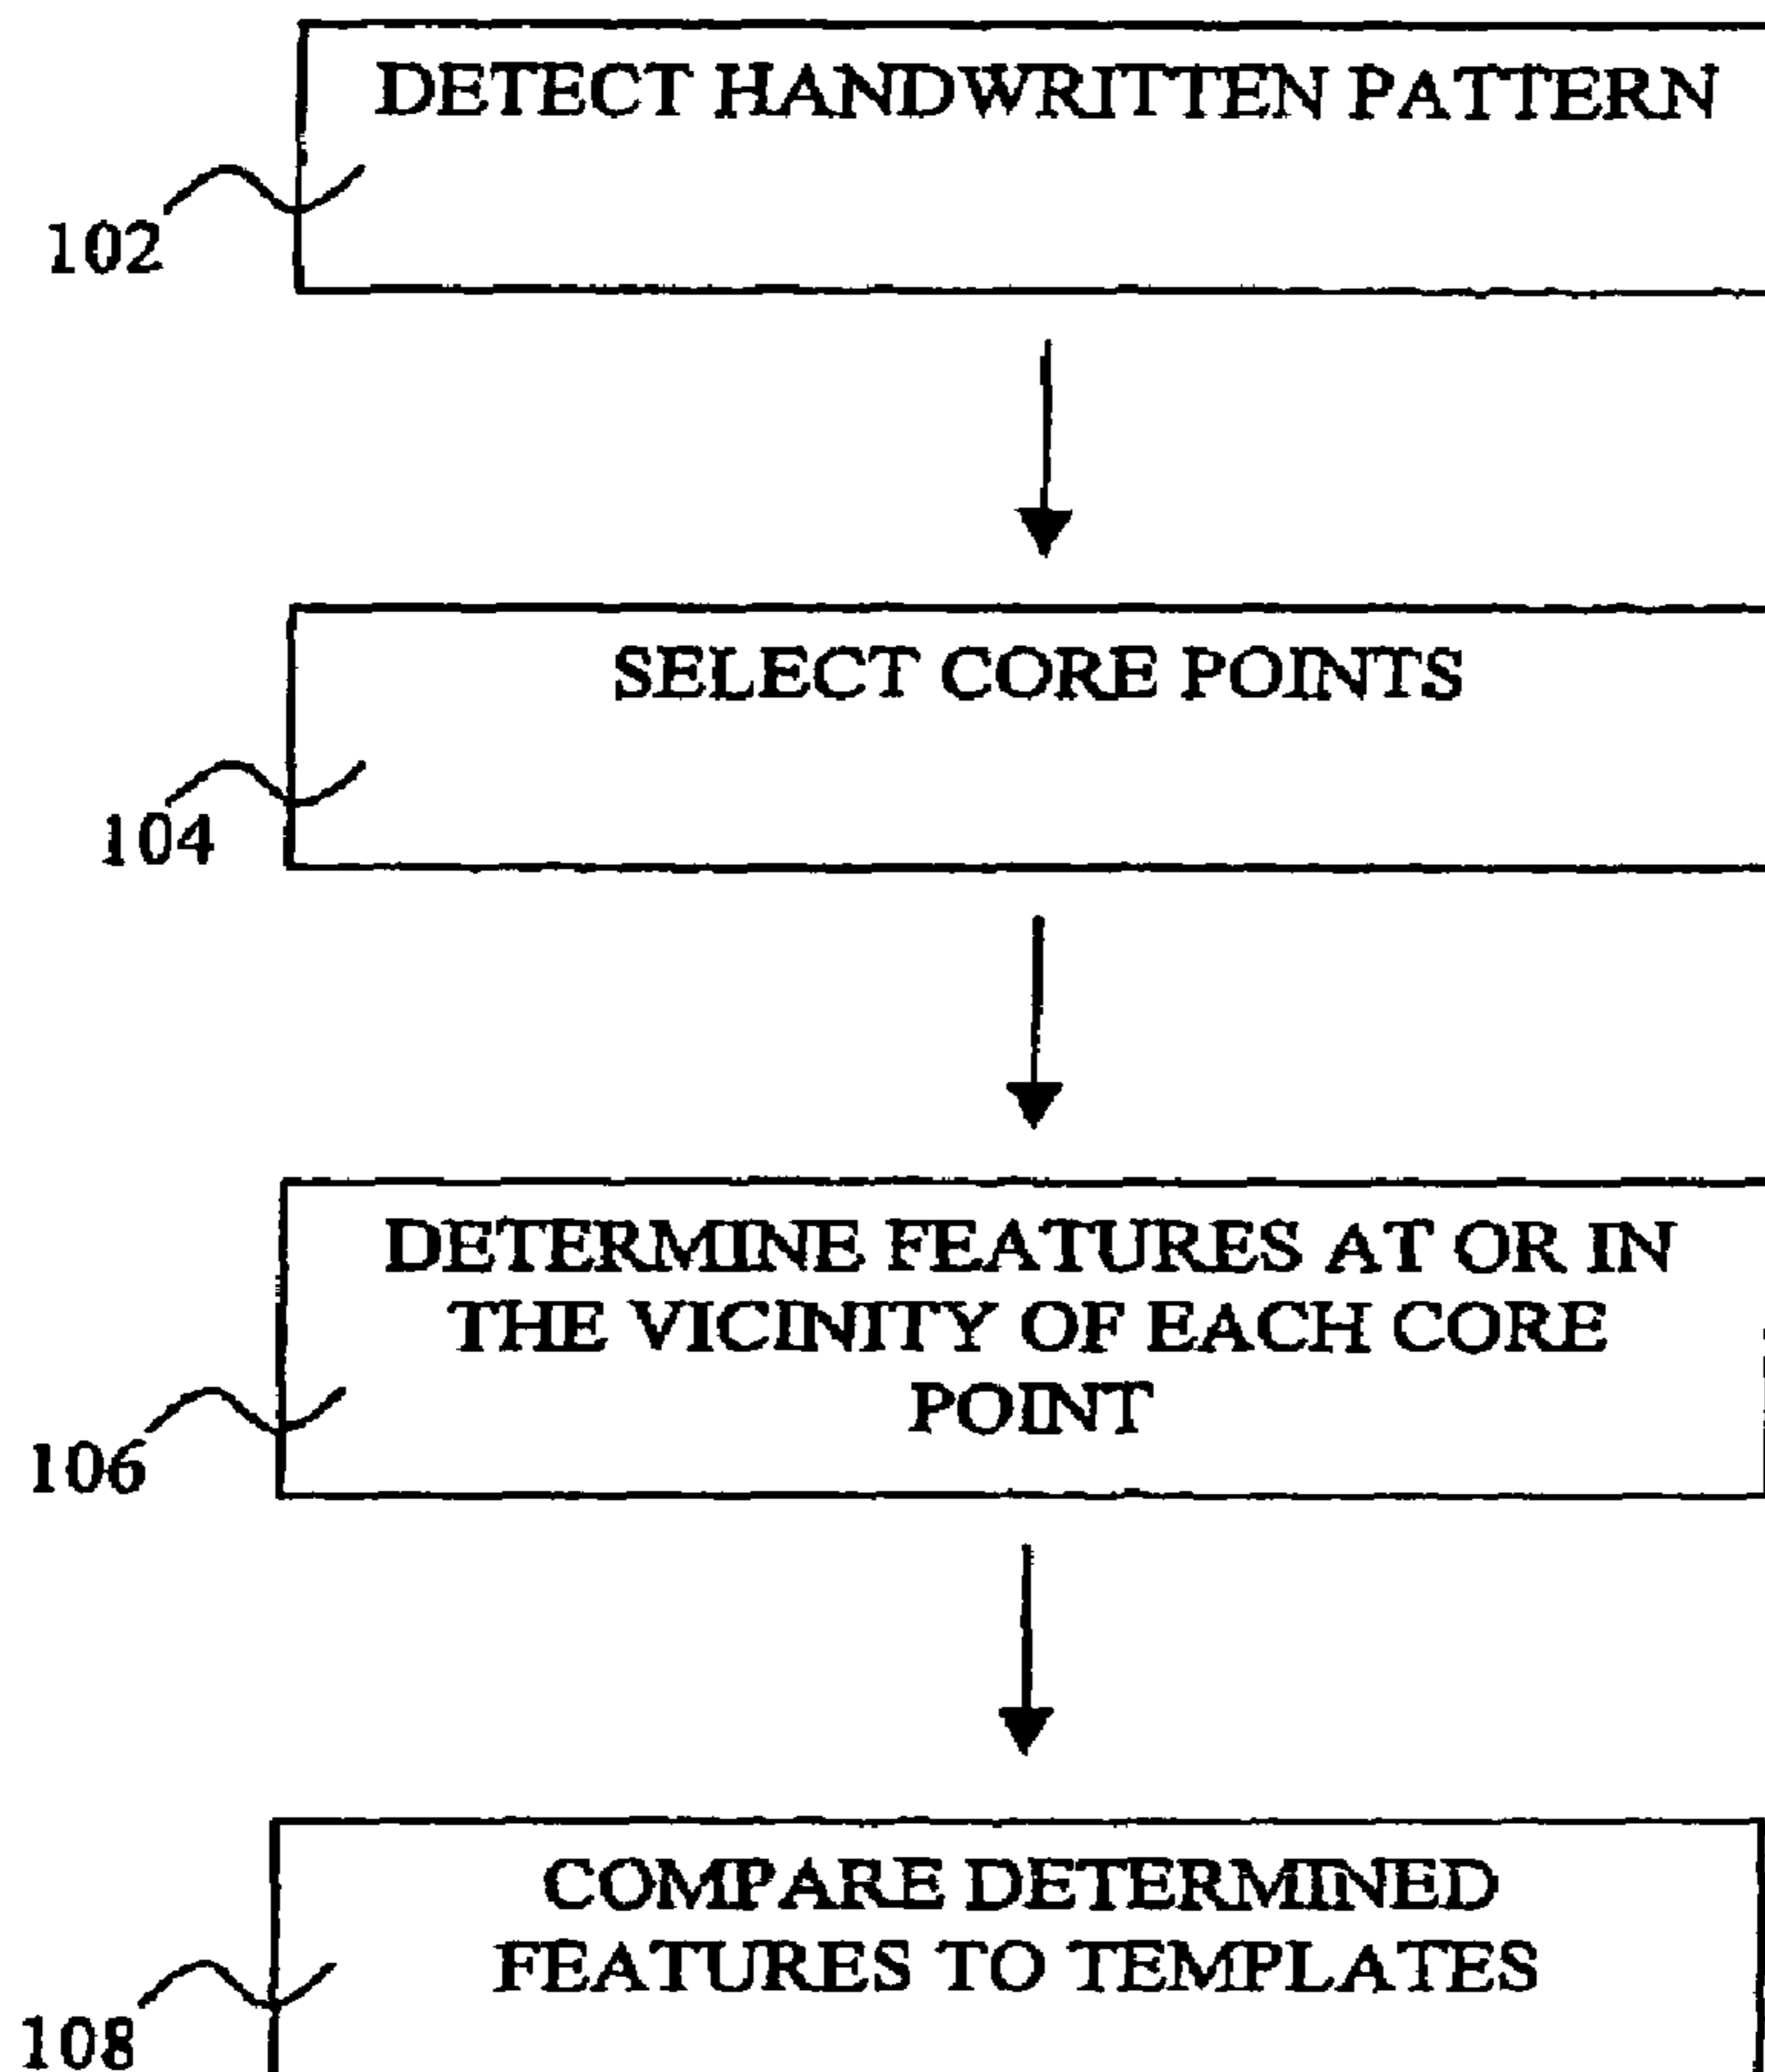 DETECT HANDWRITTEN PATTERN
102
SELECT CORE POINTS
104
DETERMINE FEATURES AT OR IN
THE VICINITY OF EACH CORE
POINT
106
COMPARE DETERMINED
FEATURES TO TEMPLATES
108